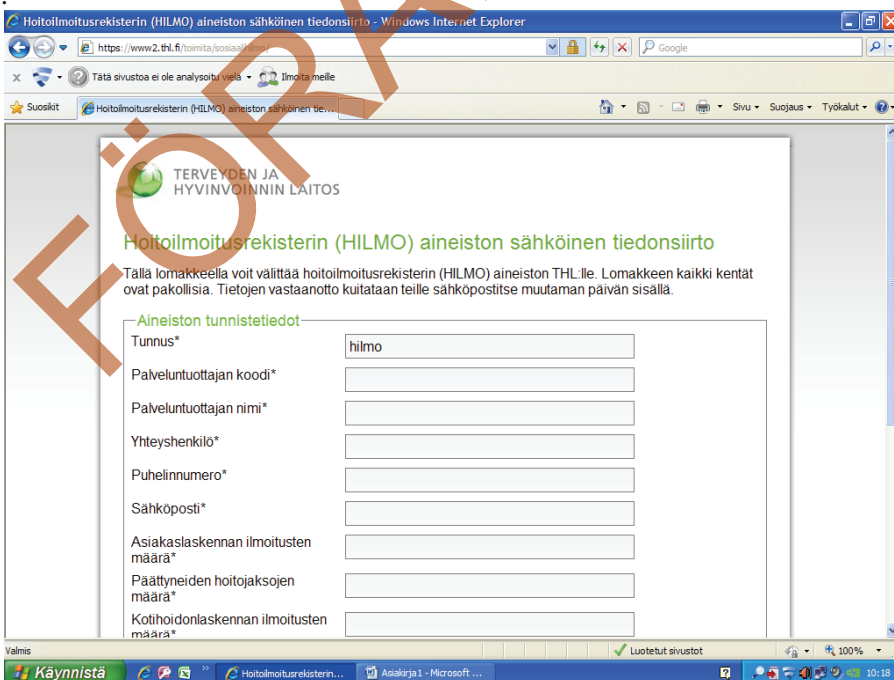 Hoitoilmoitusrekisterin (HILMO) aineiston sähköinen tiedonsiirto - Windows Internet Explorer
https://www2.thl.fi/toimita/sosiaalihilmo/
Google
Tätä sivustoa ei ole analysoitu vielä
Ilmoita meille
Suosikit
Hoitoilmoitusrekisterin (HILMO) aineiston sähköinen tie...
Sivu
Suojaus
Työkalut
TERVEYDEN JA
HYVINVOINNIN LAITOS
Hoitoilmoitusrekisterin (HILMO) aineiston sähköinen tiedonsiirto
Tällä lomakkeella voit välittää hoitoilmoitusrekisterin (HILMO) aineiston THL:lle. Lomakkeen kaikki kentät
ovat pakollisia. Tietojen vastaanotto kuitataan teille sähköpostitse muutaman päivän sisällä.
Aineiston tunnistetiedot
Tunnus*
hilmo
Palveluntuottajan koodi*
Palveluntuottajan nimi*
Yhteyshenkilö*
Puhelinnumero*
Sähköposti*
Asiakaslaskennan ilmoitusten
määrä*
Päättyneiden hoitojaksojen
määrä*
Kotihoidonlaskennan ilmoitusten
määrä*
Valmis
Luotetut sivustot
100%
Käynnistä
Hoitoilmoitusrekisterin...
Asiakirja1 - Microsoft ...
10:18
FÖRA